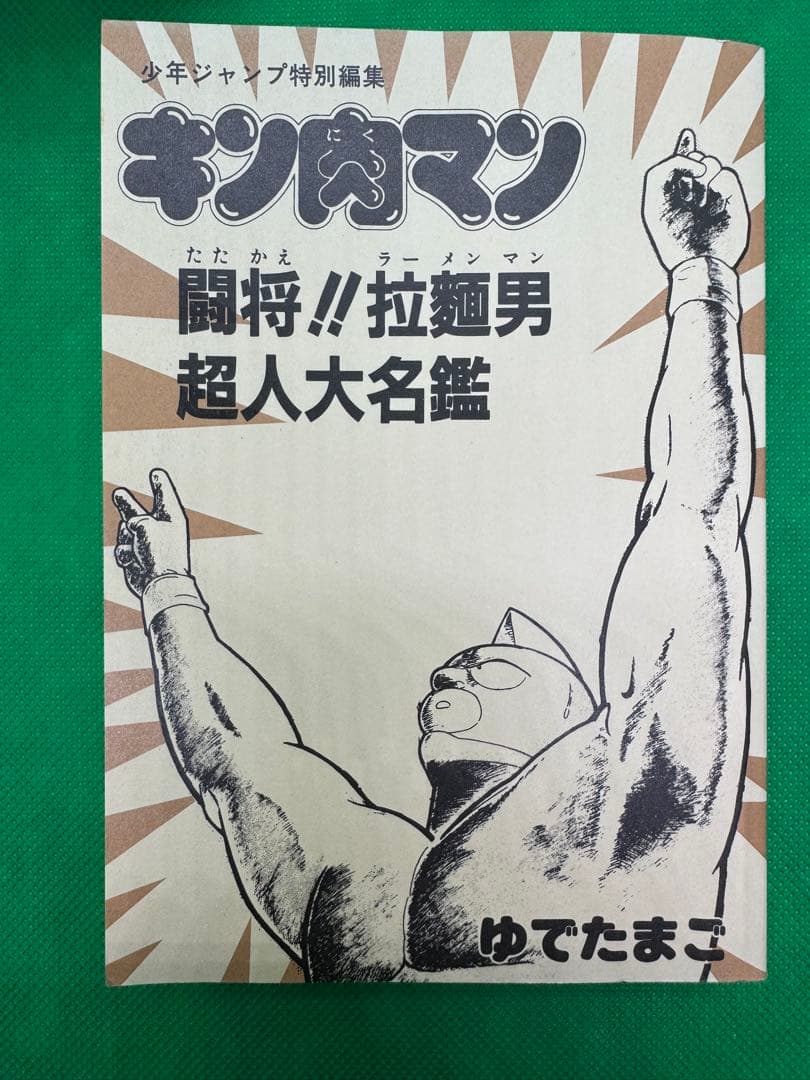 少年ジャンプ特別編集
キン肉マン
にく
たたかえ ラーメンマン
闘将!!拉麵男
超人大名鑑
ゆでたまご